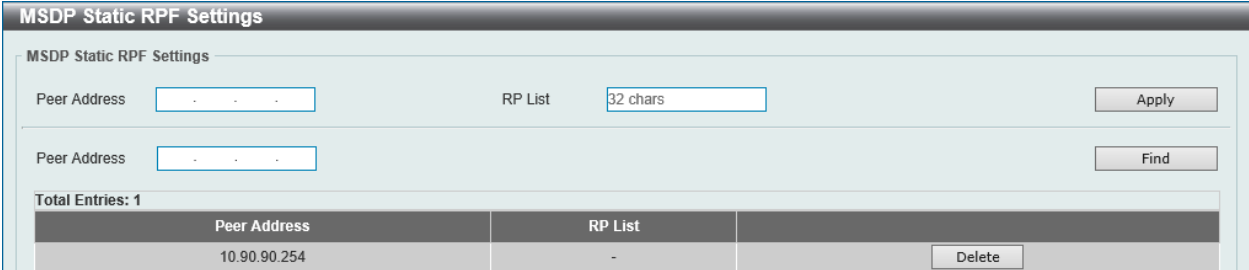 MSDP Static RPF Settings
MSDP Static RPF Settings
Peer Address . . . RP List 32 chars Apply
Peer Address . . . Find
Total Entries: 1
Peer Address RP List
10.90.90.254 - Delete